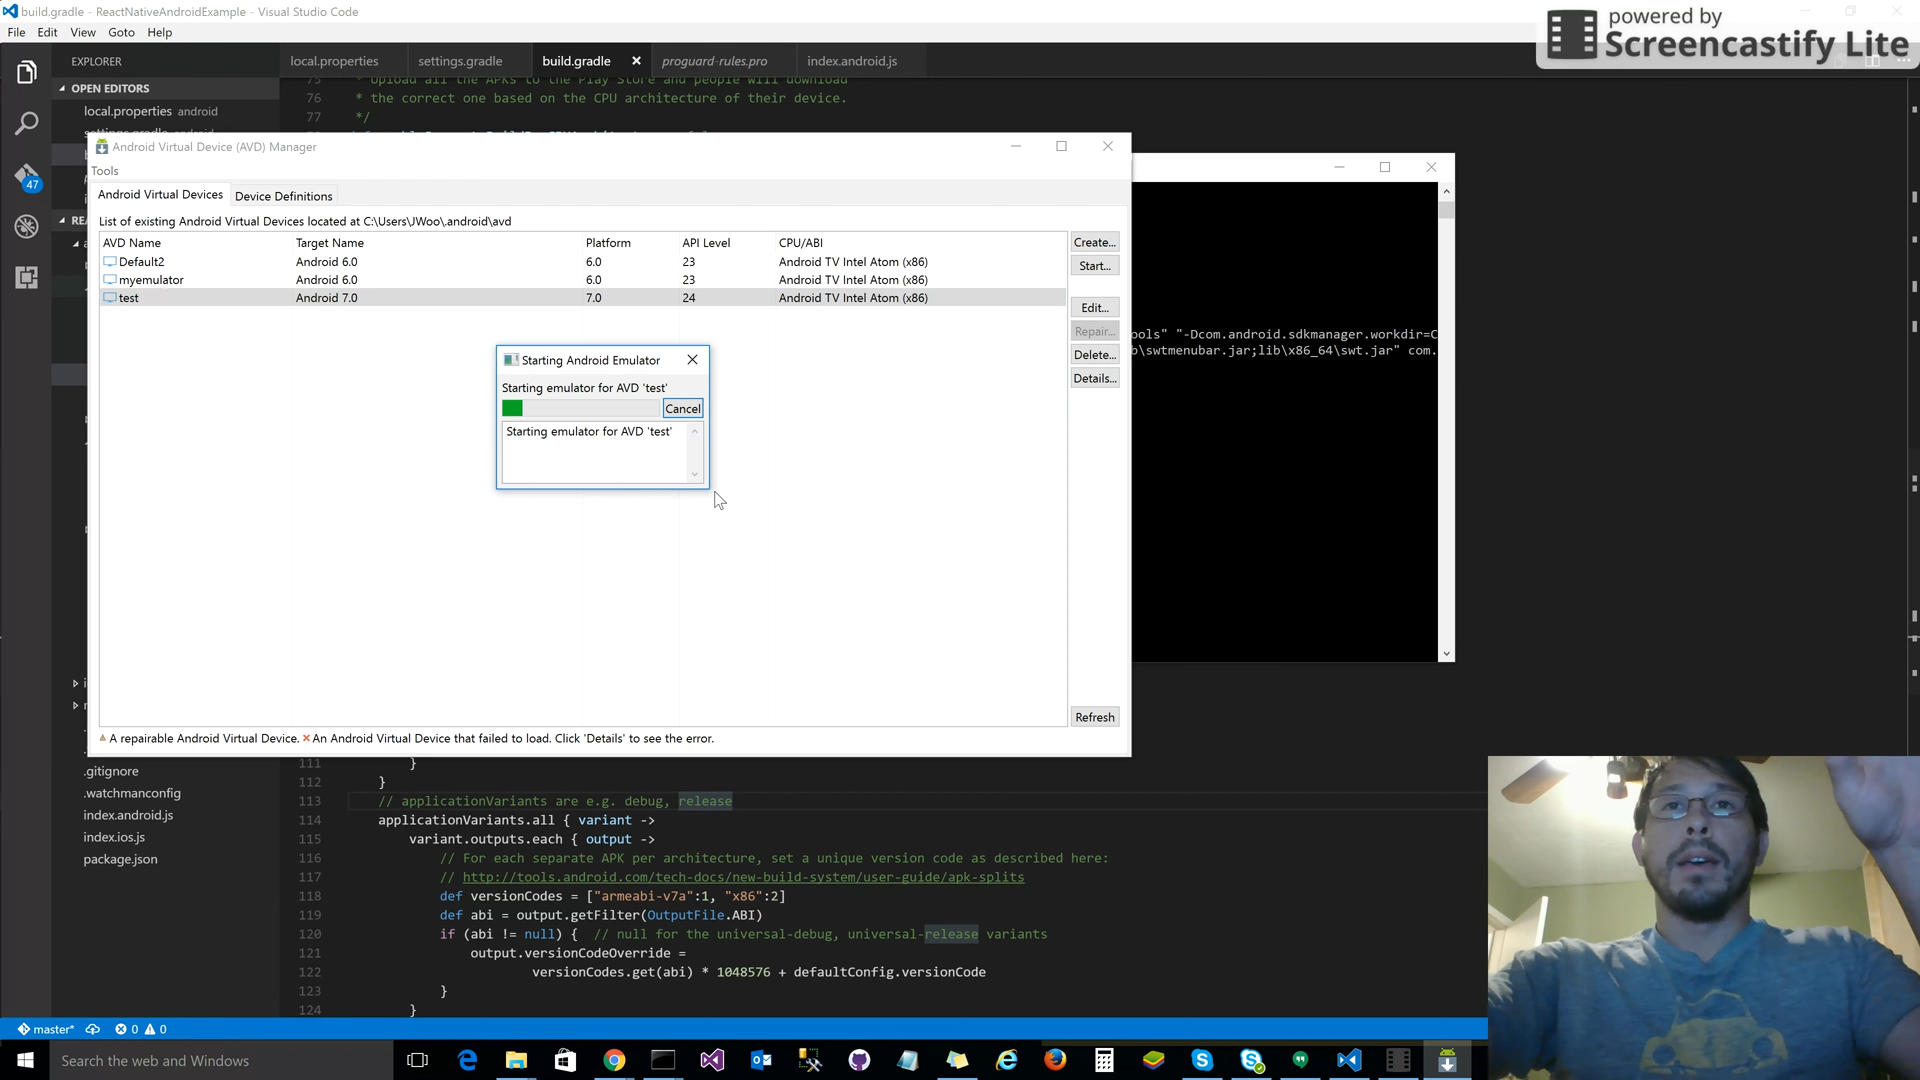 build.gradle - ReactNativeAndroidExample - Visual Studio Code
powered by
Screencastify Lite
File Edit View Goto Help
EXPLORER
local.properties settings.gradle build.gradle proguard-rules.pro index.android.js
OPEN EDITORS
local.properties android
75 * Upload all the APKs to the Play Store and people will download
76 * the correct one based on the CPU architecture of their device.
77 */
47
Android Virtual Device (AVD) Manager
Tools
Android Virtual Devices Device Definitions
List of existing Android Virtual Devices located at C:\Users\JWoo\.android\avd
AVD Name Target Name Platform API Level CPU/ABI
Default2 Android 6.0 6.0 23 Android TV Intel Atom (x86)
myemulator Android 6.0 6.0 23 Android TV Intel Atom (x86)
test Android 7.0 7.0 24 Android TV Intel Atom (x86)
Create...
Start...
Edit...
Repair...
Delete...
Details...
Refresh
Starting Android Emulator
Starting emulator for AVD 'test'
Cancel
Starting emulator for AVD 'test'
ools" "-Dcom.android.sdkmanager.workdir=C
b\swtmenubar.jar;lib\x86_64\swt.jar" com.
A repairable Android Virtual Device. An Android Virtual Device that failed to load. Click 'Details' to see the error.
.gitignore
.watchmanconfig
index.android.js
index.ios.js
package.json
111 }
112 }
113 // applicationVariants are e.g. debug, release
114 applicationVariants.all { variant ->
115 variant.outputs.each { output ->
116 // For each separate APK per architecture, set a unique version code as described here:
117 // http://tools.android.com/tech-docs/new-build-system/user-guide/apk-splits
118 def versionCodes = ["armeabi-v7a":1, "x86":2]
119 def abi = output.getFilter(OutputFile.ABI)
120 if (abi != null) { // null for the universal-debug, universal-release variants
121 output.versionCodeOverride =
122 versionCodes.get(abi) * 1048576 + defaultConfig.versionCode
123 }
124 }
master* 0 0
Search the web and Windows